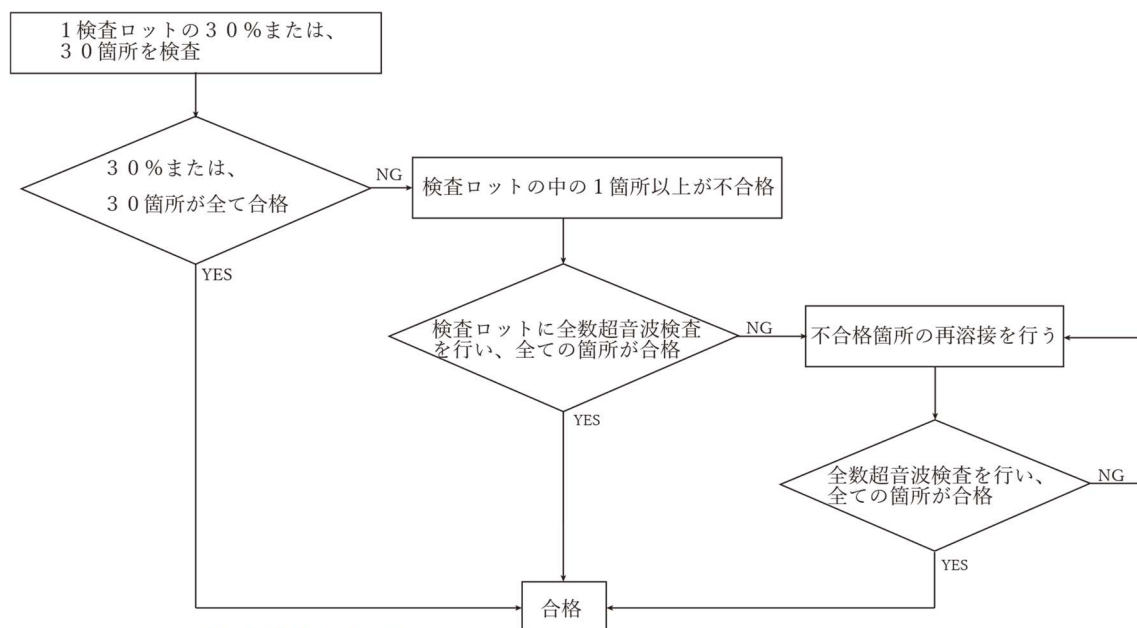 １検査ロットの３０％または、
３０箇所を検査
３０％または、
３０箇所が全て合格
NG
検査ロットの中の１箇所以上が不合格
YES
検査ロットに全数超音波検査
を行い、全ての箇所が合格
NG
不合格箇所の再溶接を行う
YES
全数超音波検査を行い、
全ての箇所が合格
NG
YES
合格